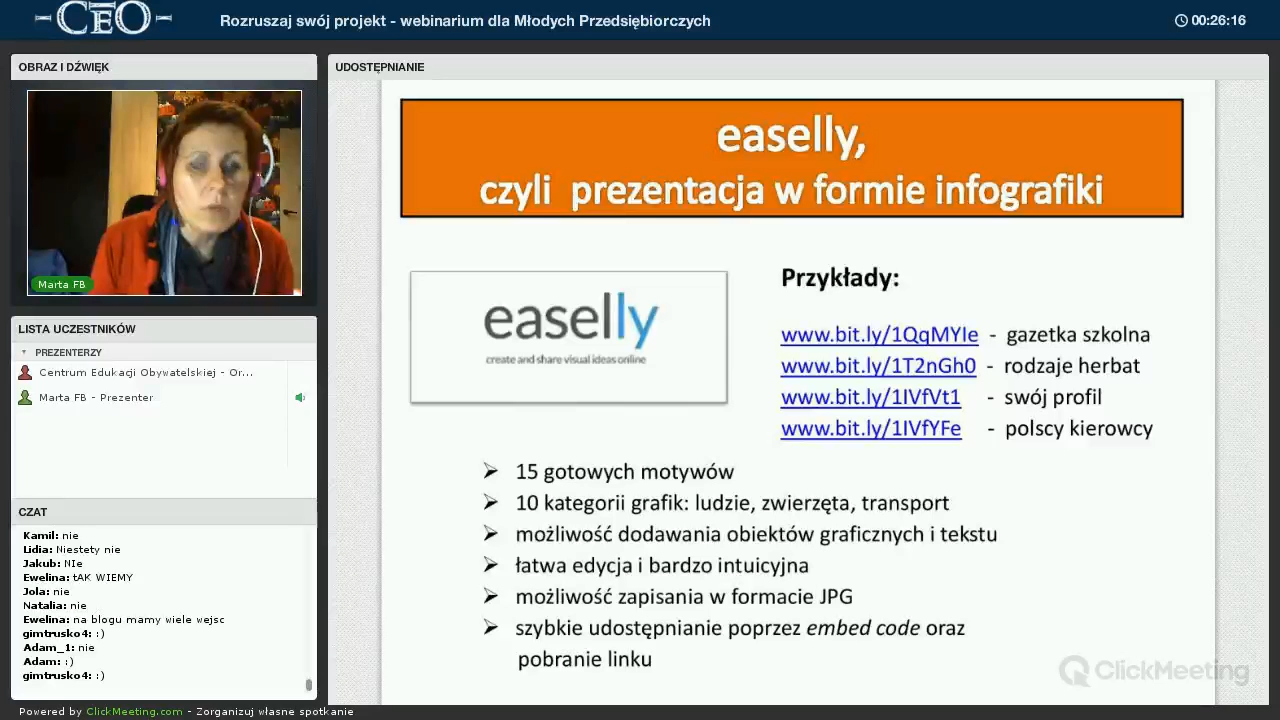 CEO
Rozruszaj swój projekt - webinarium dla Młodych Przedsiębiorczych
00:26:16
OBRAZ I DŹWIĘK
Marta FB
LISTA UCZESTNIKÓW
PREZENTERZY
Centrum Edukacji Obywatelskiej - Or...
Marta FB - Prezenter
CZAT
Kamil: nie
Lidia: Niestety nie
Jakub: NIe
Ewelina: tAK WIEMY
Jola: nie
Natalia: nie
Ewelina: na blogu mamy wiele wejsc
gimtrusko4: :)
Adam_1: nie
Adam: :)
gimtrusko4: :)
Powered by ClickMeeting.com - Zorganizuj własne spotkanie
UDOSTĘPNIANIE
easelly,
czyli prezentacja w formie infografiki
easelly
create and share visual ideas online
Przykłady:
www.bit.ly/1QqMYIe - gazetka szkolna
www.bit.ly/1T2nGh0 - rodzaje herbat
www.bit.ly/1IVfVt1 - swój profil
www.bit.ly/1IVfYFe - polscy kierowcy
➢ 15 gotowych motywów
➢ 10 kategorii grafik: ludzie, zwierzęta, transport
➢ możliwość dodawania obiektów graficznych i tekstu
➢ łatwa edycja i bardzo intuicyjna
➢ możliwość zapisania w formacie JPG
➢ szybkie udostępnianie poprzez embed code oraz
pobranie linku
ClickMeeting